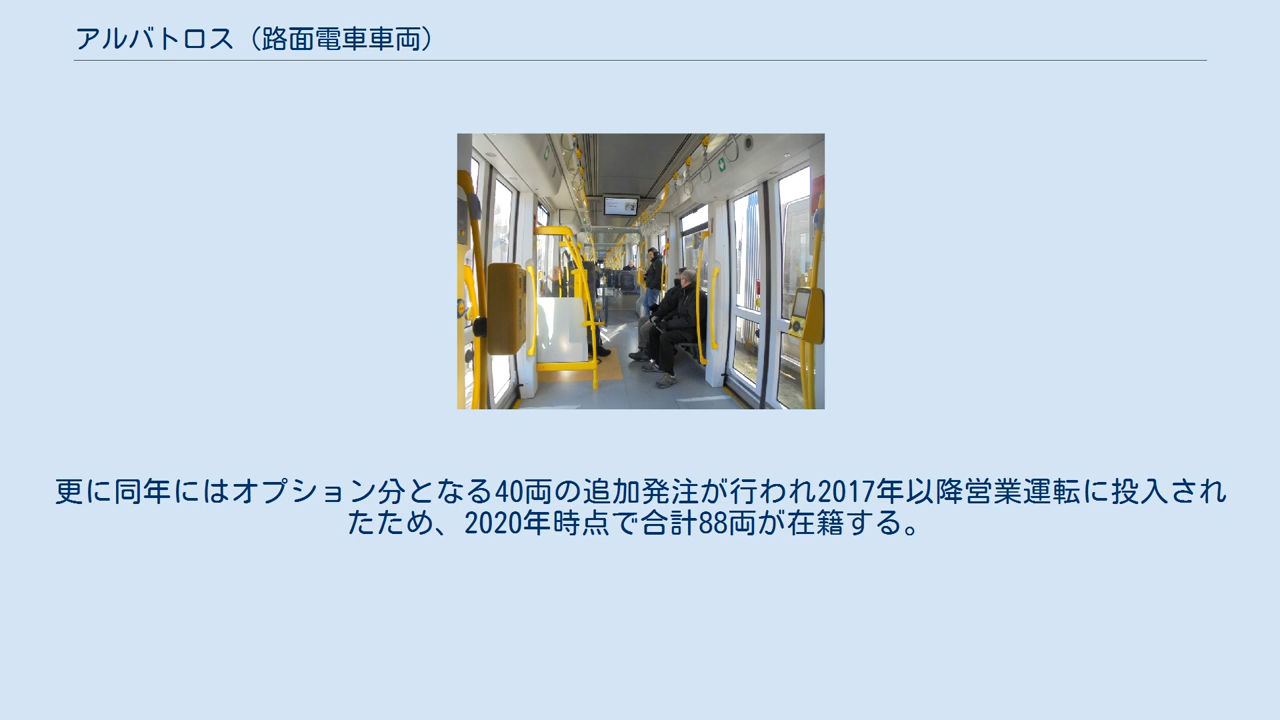 アルバトロス（路面電車車両）
更に同年にはオプション分となる40両の追加発注が行われ2017年以降営業運転に投入され
たため、2020年時点で合計88両が在籍する。